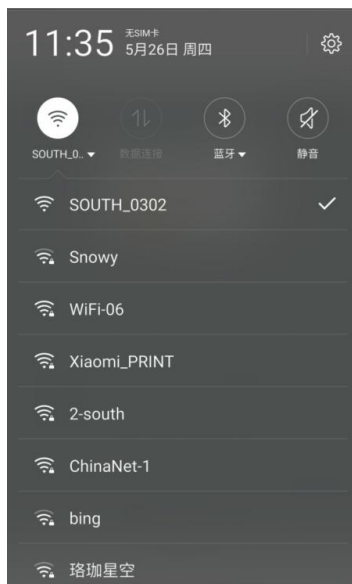 11:35
无SIM卡
5月26日 周四
SOUTH_0..
数据连接
蓝牙
静音
SOUTH_0302
Snowy
WiFi-06
Xiaomi_PRINT
2-south
ChinaNet-1
bing
珞珈星空